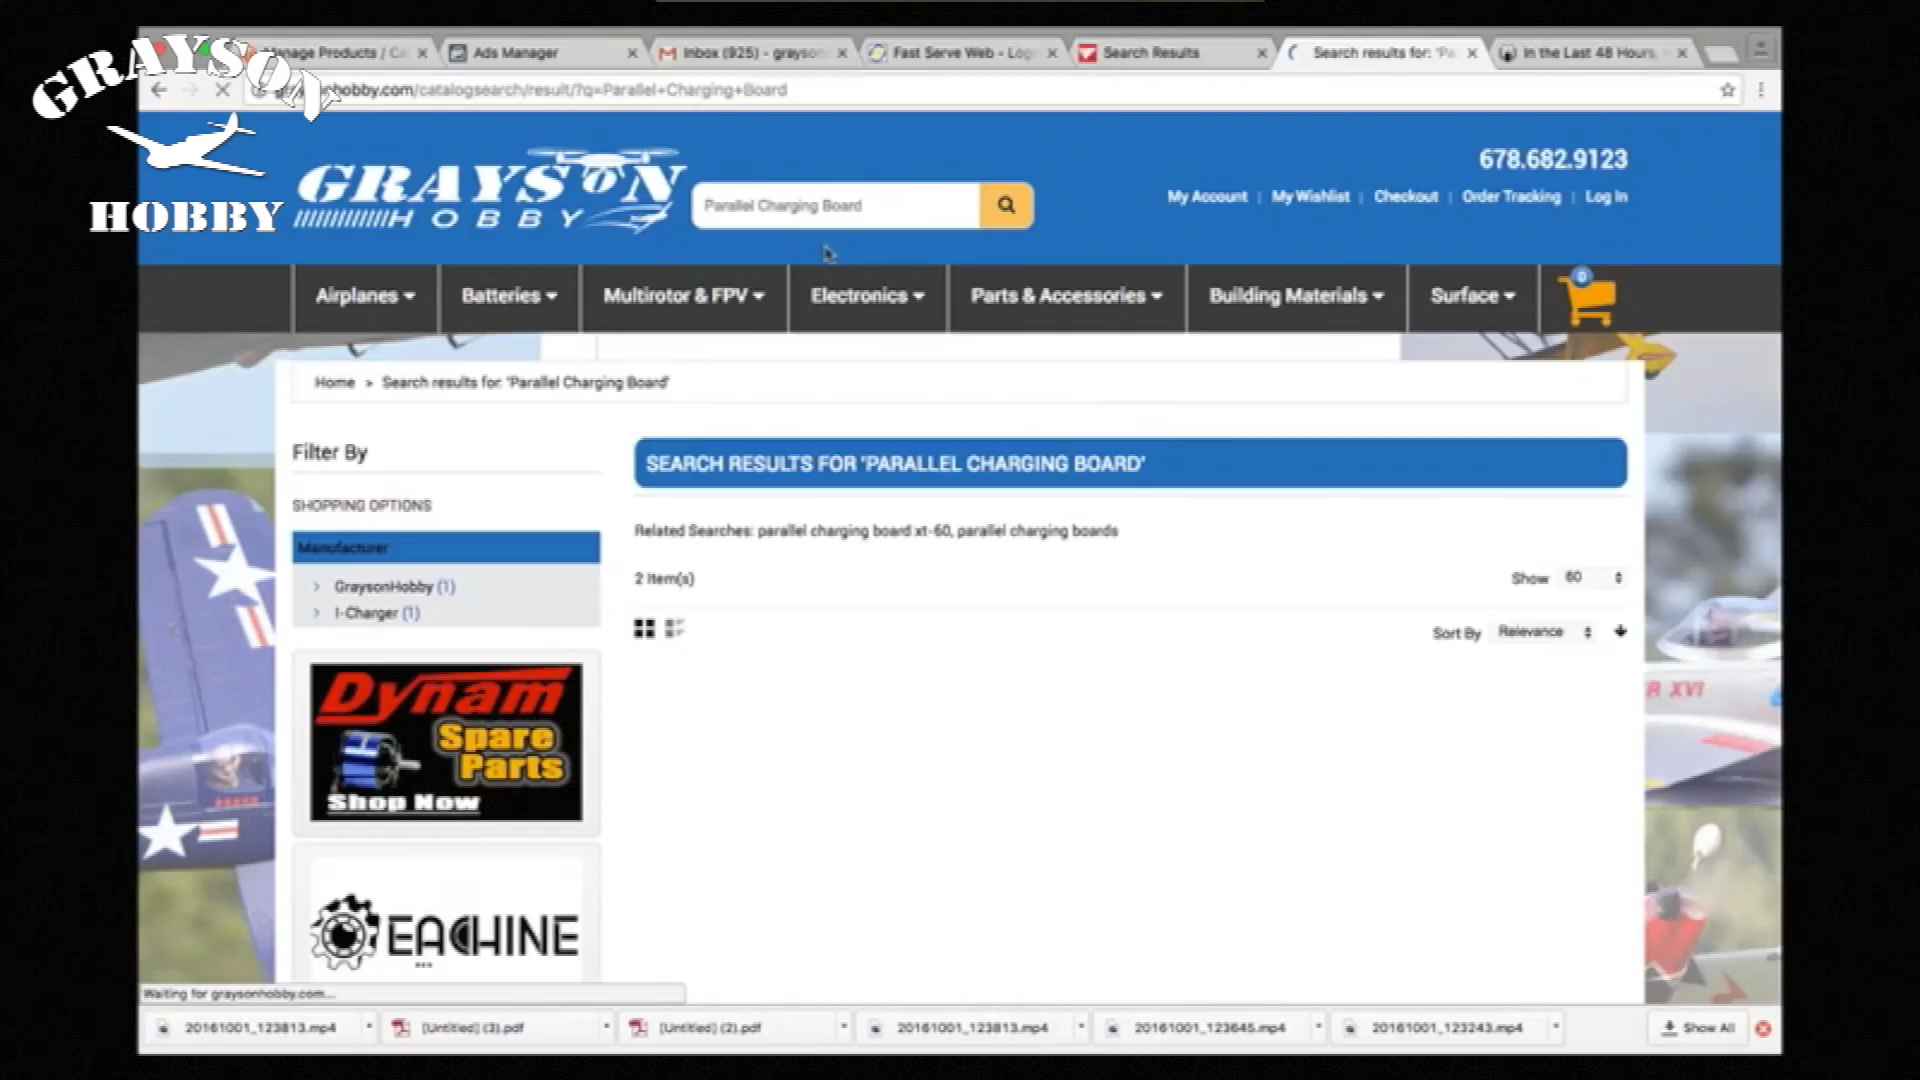 GRAYSON
HOBBY
Manage Products / Ca
Ads Manager
Inbox (925) - grayson
Fast Serve Web - Log
Search Results
Search results for: 'Pa
In the Last 48 Hours,
hobby.com/catalogsearch/result/?q=Parallel+Charging+Board
GRAYSON
HOBBY
Parallel Charging Board
678.682.9123
My Account | My Wishlist | Checkout | Order Tracking | Log In
Airplanes
Batteries
Multirotor & FPV
Electronics
Parts & Accessories
Building Materials
Surface
0
Home > Search results for: 'Parallel Charging Board'
Filter By
SHOPPING OPTIONS
Manufacturer
> GraysonHobby (1)
> I-Charger (1)
SEARCH RESULTS FOR 'PARALLEL CHARGING BOARD'
Related Searches: parallel charging board xt-60, parallel charging boards
2 Item(s)
Show 60
Sort By Relevance
Dynam
Spare
Parts
Shop Now
EACHINE
R XVI
Waiting for graysonhobby.com...
20161001_123813.mp4
(Untitled) (3).pdf
(Untitled) (2).pdf
20161001_123813.mp4
20161001_123645.mp4
20161001_123243.mp4
Show All